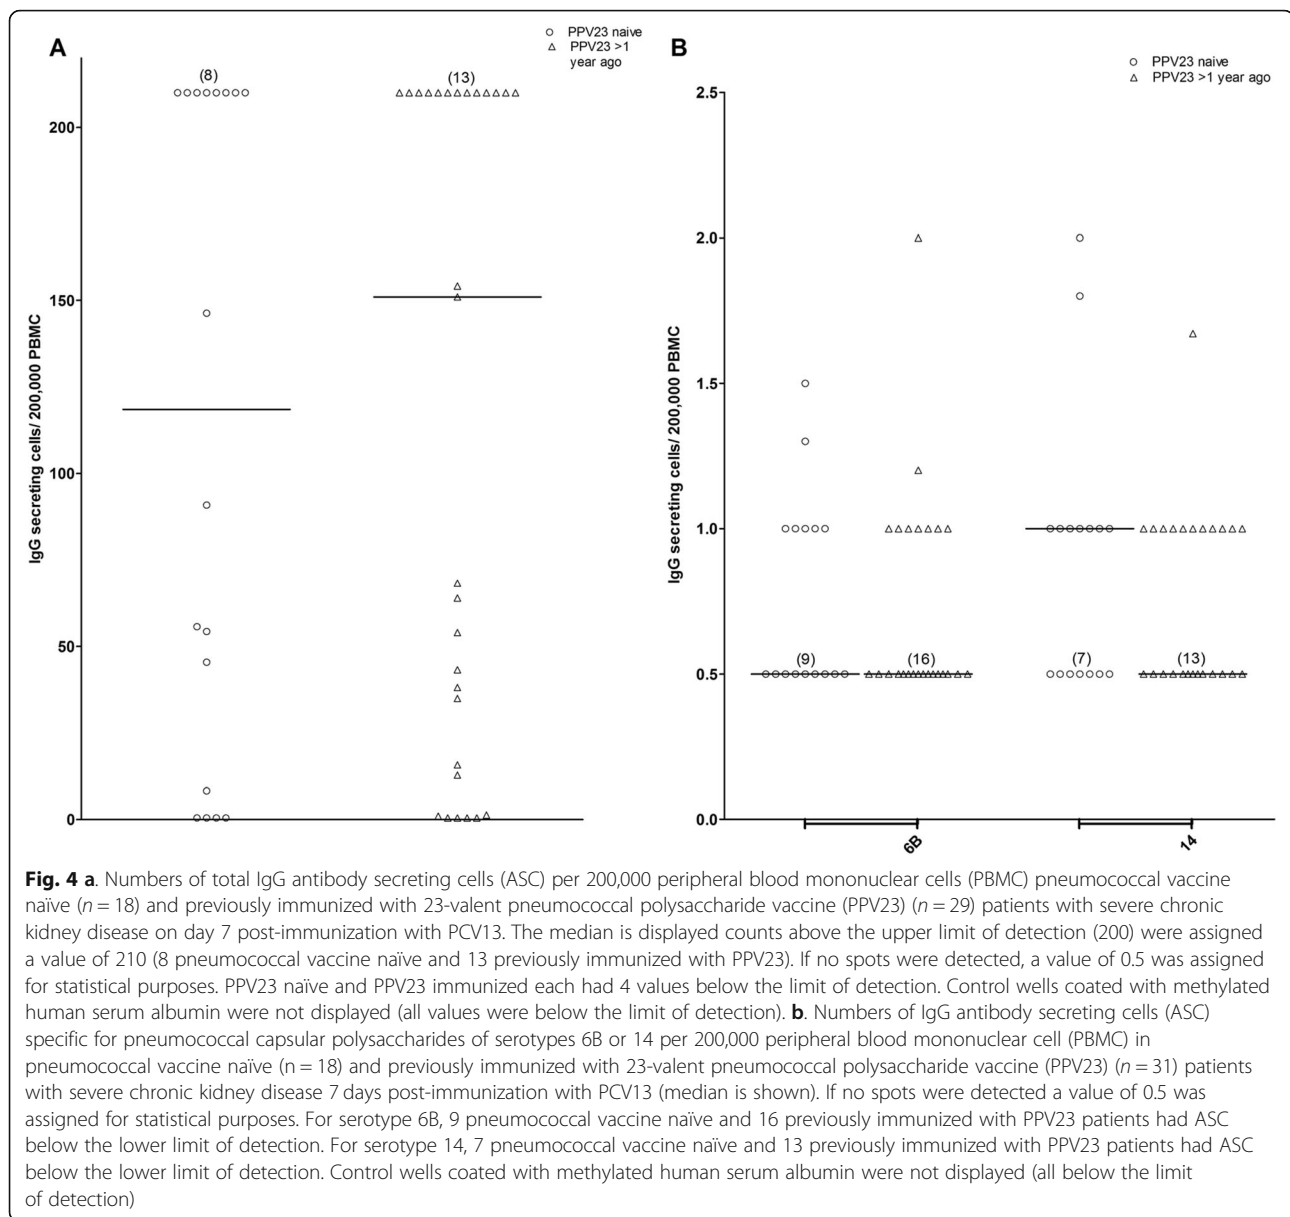 A
PPV23 naive
PPV23 >1
year ago
(8)
(13)
200
150
100
50
0
IgG secreting cells/ 200,000 PBMC
B
PPV23 naive
PPV23 >1 year ago
2.5
2.0
1.5
1.0
0.5
0.0
IgG secreting cells/ 200,000 PBMC
(9)
(16)
(7)
(13)
6B
14
Fig. 4 a. Numbers of total IgG antibody secreting cells (ASC) per 200,000 peripheral blood mononuclear cells (PBMC) pneumococcal vaccine
naïve (n = 18) and previously immunized with 23-valent pneumococcal polysaccharide vaccine (PPV23) (n = 29) patients with severe chronic
kidney disease on day 7 post-immunization with PCV13. The median is displayed counts above the upper limit of detection (200) were assigned
a value of 210 (8 pneumococcal vaccine naïve and 13 previously immunized with PPV23). If no spots were detected, a value of 0.5 was assigned
for statistical purposes. PPV23 naïve and PPV23 immunized each had 4 values below the limit of detection. Control wells coated with methylated
human serum albumin were not displayed (all values were below the limit of detection). b. Numbers of IgG antibody secreting cells (ASC)
specific for pneumococcal capsular polysaccharides of serotypes 6B or 14 per 200,000 peripheral blood mononuclear cell (PBMC) in
pneumococcal vaccine naïve (n = 18) and previously immunized with 23-valent pneumococcal polysaccharide vaccine (PPV23) (n = 31) patients
with severe chronic kidney disease 7 days post-immunization with PCV13 (median is shown). If no spots were detected a value of 0.5 was
assigned for statistical purposes. For serotype 6B, 9 pneumococcal vaccine naïve and 16 previously immunized with PPV23 patients had ASC
below the lower limit of detection. For serotype 14, 7 pneumococcal vaccine naïve and 13 previously immunized with PPV23 patients had ASC
below the lower limit of detection. Control wells coated with methylated human serum albumin were not displayed (all below the limit
of detection)